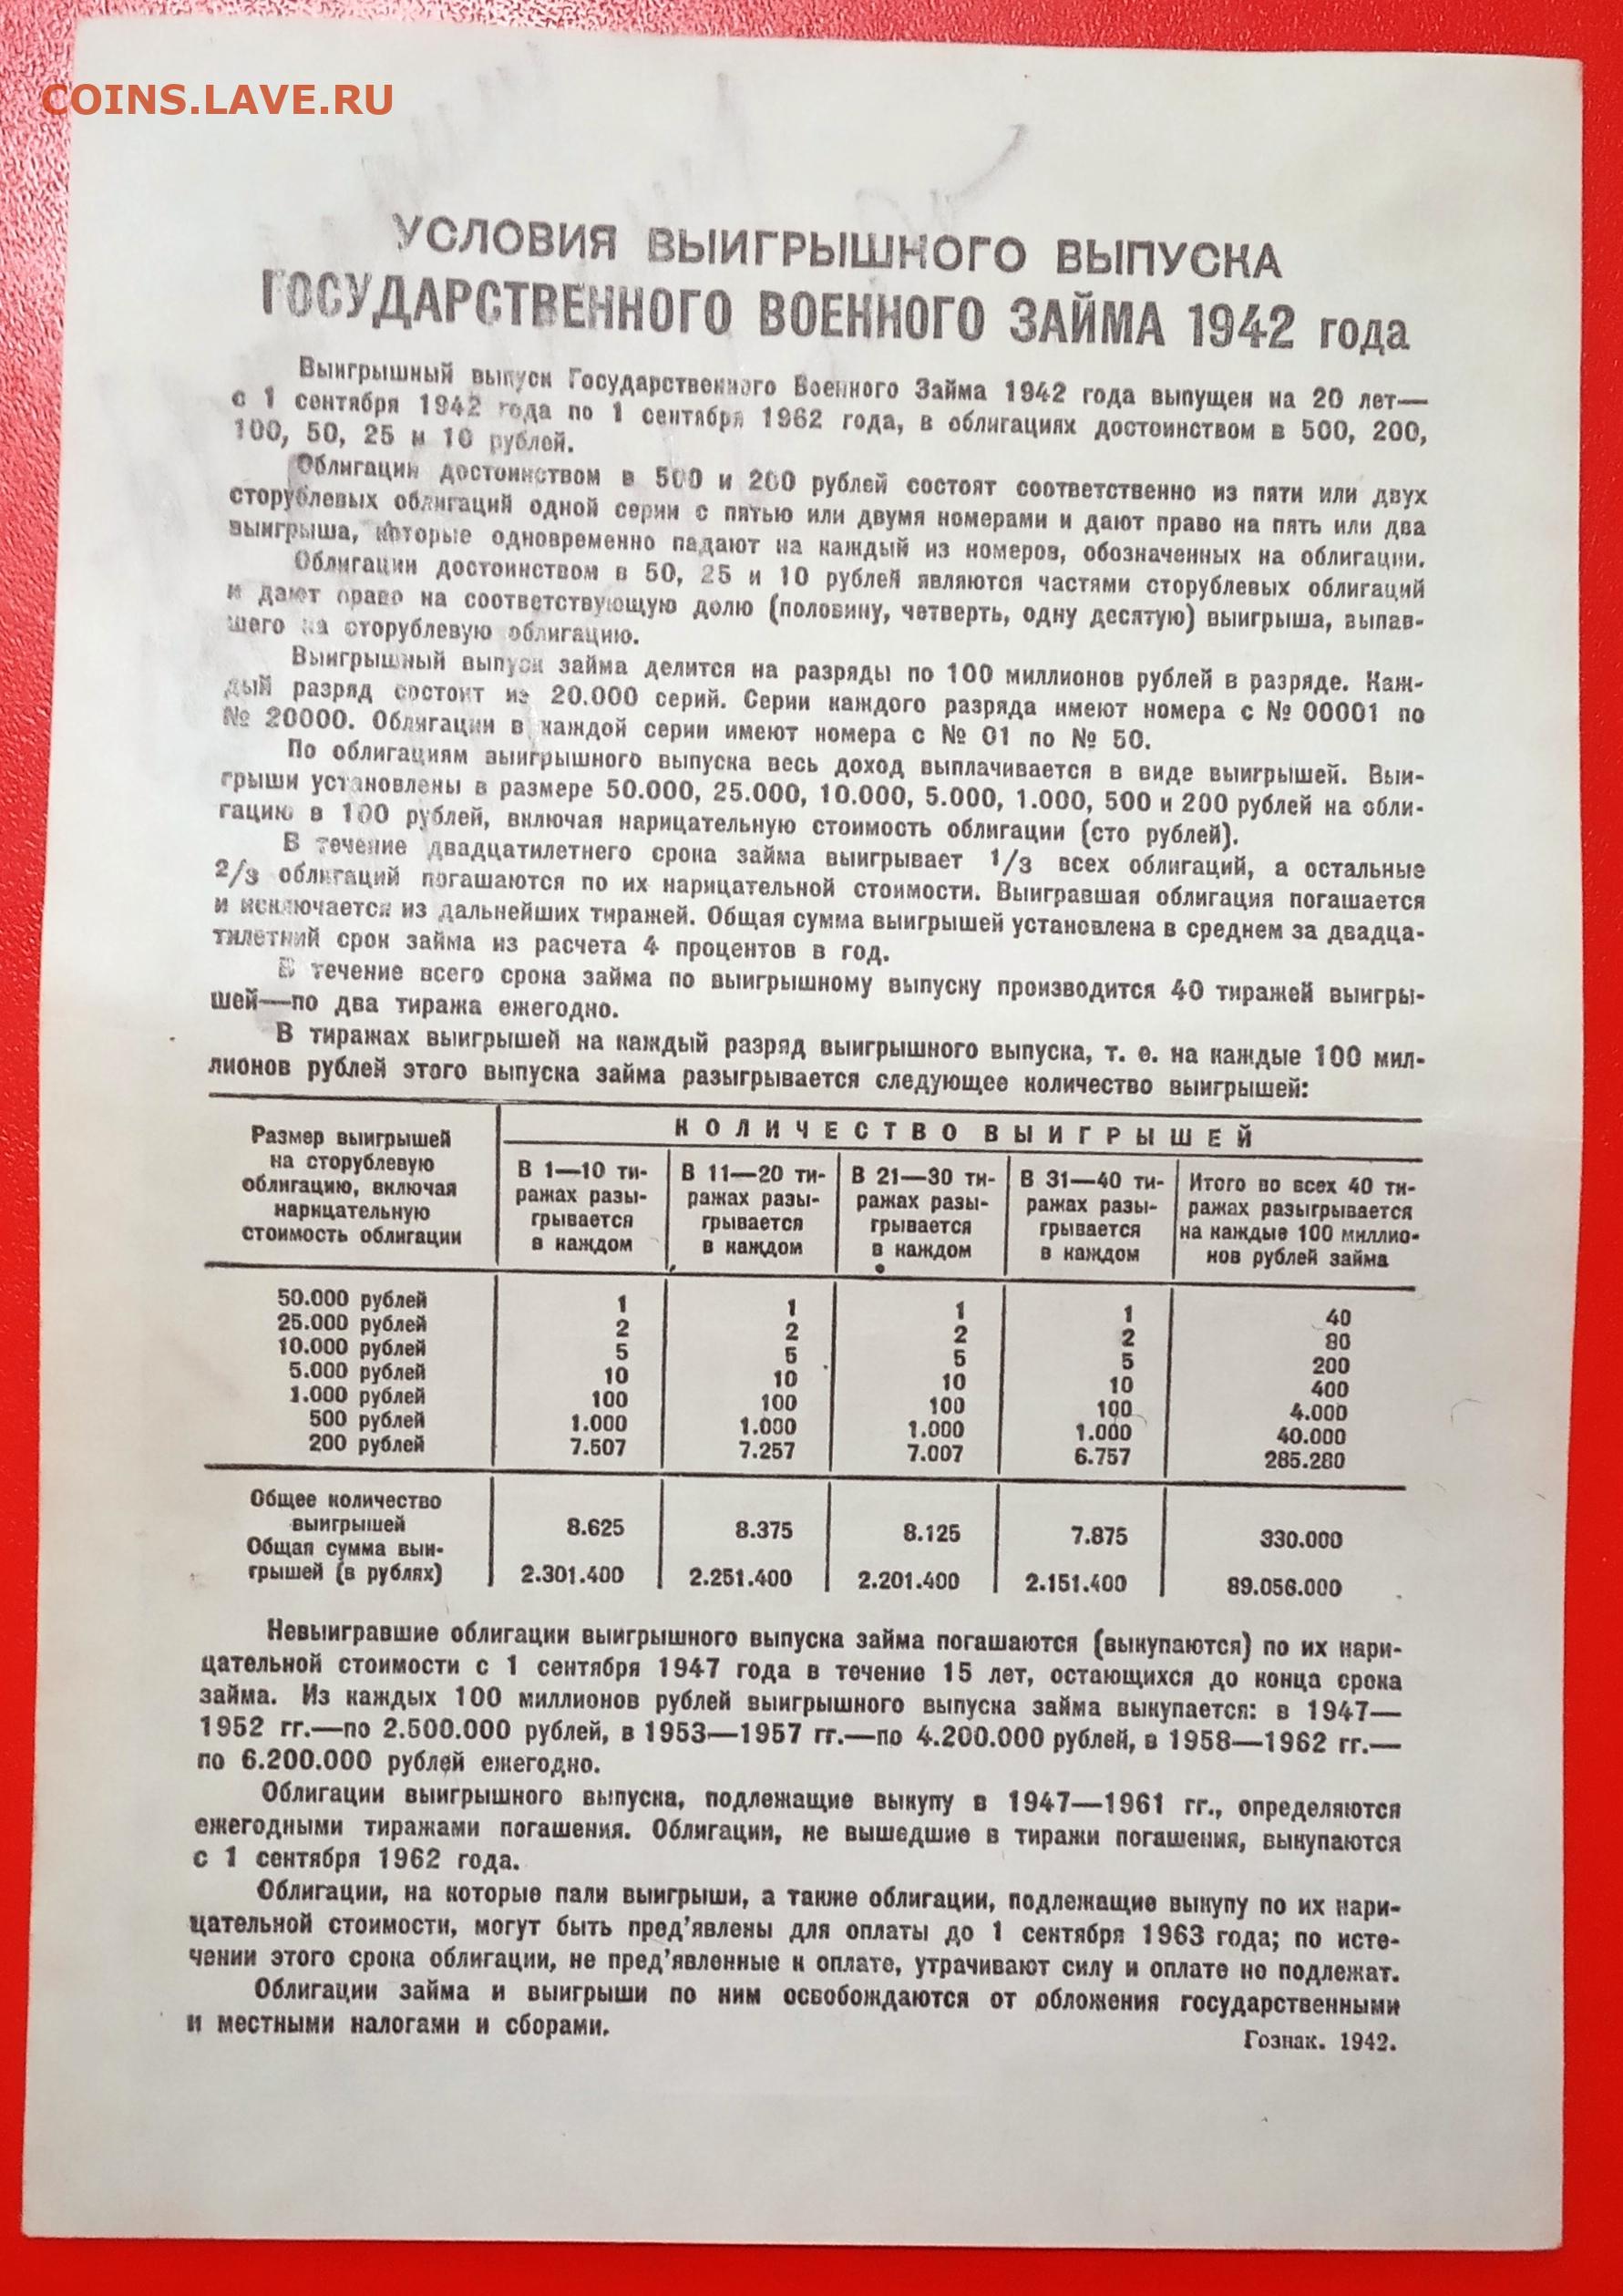 COINS.LAVE.RU
УСЛОВИЯ ВЫИГРЫШНОГО ВЫПУСКА
ГОСУДАРСТВЕННОГО ВОЕННОГО ЗАЙМА 1942 года
Выигрышный выпуск Государственного Военного Займа 1942 года выпущен на 20 лет—
с 1 сентября 1942 года по 1 сентября 1962 года, в облигациях достоинством в 500, 200,
100, 50, 25 и 10 рублей.
Облигации достоинством в 500 и 200 рублей состоят соответственно из пяти или двух
сторублевых облигаций одной серии с пятью или двумя номерами и дают право на пять или два
выигрыша, которые одновременно падают на каждый из номеров, обозначенных на облигации.
Облигации достоинством в 50, 25 и 10 рублей являются частями сторублевых облигаций
и дают право на соответствующую долю (половину, четверть, одну десятую) выигрыша, выпав-
шего на сторублевую облигацию.
Выигрышный выпуск займа делится на разряды по 100 миллионов рублей в разряде. Каж-
дый разряд состоит из 20.000 серий. Серии каждого разряда имеют номера с № 00001 по
№ 20000. Облигации в каждой серии имеют номера с № 01 по № 50.
По облигациям выигрышного выпуска весь доход выплачивается в виде выигрышей. Выи-
грыши установлены в размере 50.000, 25.000, 10.000, 5.000, 1.000, 500 и 200 рублей на обли-
гацию в 100 рублей, включая нарицательную стоимость облигации (сто рублей).
В течение двадцатилетнего срока займа выигрывает 1/3 всех облигаций, а остальные
2/3 облигаций погашаются по их нарицательной стоимости. Выигравшая облигация погашается
и исключается из дальнейших тиражей. Общая сумма выигрышей установлена в среднем за двадца-
тилетний срок займа из расчета 4 процентов в год.
В течение всего срока займа по выигрышному выпуску производится 40 тиражей выигры-
шей—по два тиража ежегодно.
В тиражах выигрышей на каждый разряд выигрышного выпуска, т. е. на каждые 100 мил-
лионов рублей этого выпуска займа разыгрывается следующее количество выигрышей:
Размер выигрышей
на сторублевую
облигацию, включая
нарицательную
стоимость облигации
КОЛИЧЕСТВО ВЫИГРЫШЕЙ
В 1—10 ти-
ражах разы-
грывается
в каждом
В 11—20 ти-
ражах разы-
грывается
в каждом
В 21—30 ти-
ражах разы-
грывается
в каждом
В 31—40 ти-
ражах разы-
грывается
в каждом
Итого во всех 40 ти-
ражах разыгрывается
на каждые 100 миллио-
нов рублей займа
50.000 рублей 1 1 1 1 40
25.000 рублей 2 2 2 2 80
10.000 рублей 5 5 5 5 200
5.000 рублей 10 10 10 10 400
1.000 рублей 100 100 100 100 4.000
500 рублей 1.000 1.000 1.000 1.000 40.000
200 рублей 7.507 7.257 7.007 6.757 285.280
Общее количество
выигрышей 8.625 8.375 8.125 7.875 330.000
Общая сумма выи-
грышей (в рублях) 2.301.400 2.251.400 2.201.400 2.151.400 89.056.000
Невыигравшие облигации выигрышного выпуска займа погашаются (выкупаются) по их нари-
цательной стоимости с 1 сентября 1947 года в течение 15 лет, остающихся до конца срока
займа. Из каждых 100 миллионов рублей выигрышного выпуска займа выкупается: в 1947—
1952 гг.—по 2.500.000 рублей, в 1953—1957 гг.—по 4.200.000 рублей, в 1958—1962 гг.—
по 6.200.000 рублей ежегодно.
Облигации выигрышного выпуска, подлежащие выкупу в 1947—1961 гг., определяются
ежегодными тиражами погашения. Облигации, не вышедшие в тиражи погашения, выкупаются
с 1 сентября 1962 года.
Облигации, на которые пали выигрыши, а также облигации, подлежащие выкупу по их нари-
цательной стоимости, могут быть пред'явлены для оплаты до 1 сентября 1963 года; по исте-
чении этого срока облигации, не пред'явленные к оплате, утрачивают силу и оплате не подлежат.
Облигации займа и выигрыши по ним освобождаются от обложения государственными
и местными налогами и сборами.
Гознак. 1942.